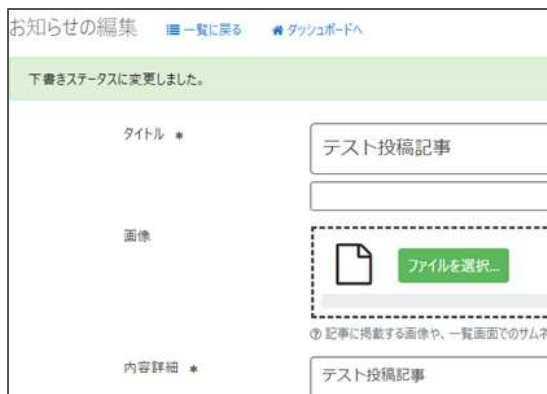 お知らせの編集 一覧に戻る ダッシュボードへ
下書きステータスに変更しました。
タイトル *
テスト投稿記事
画像
ファイルを選択...
記事に掲載する画像や、一覧画面でのサムネ
内容詳細 *
テスト投稿記事